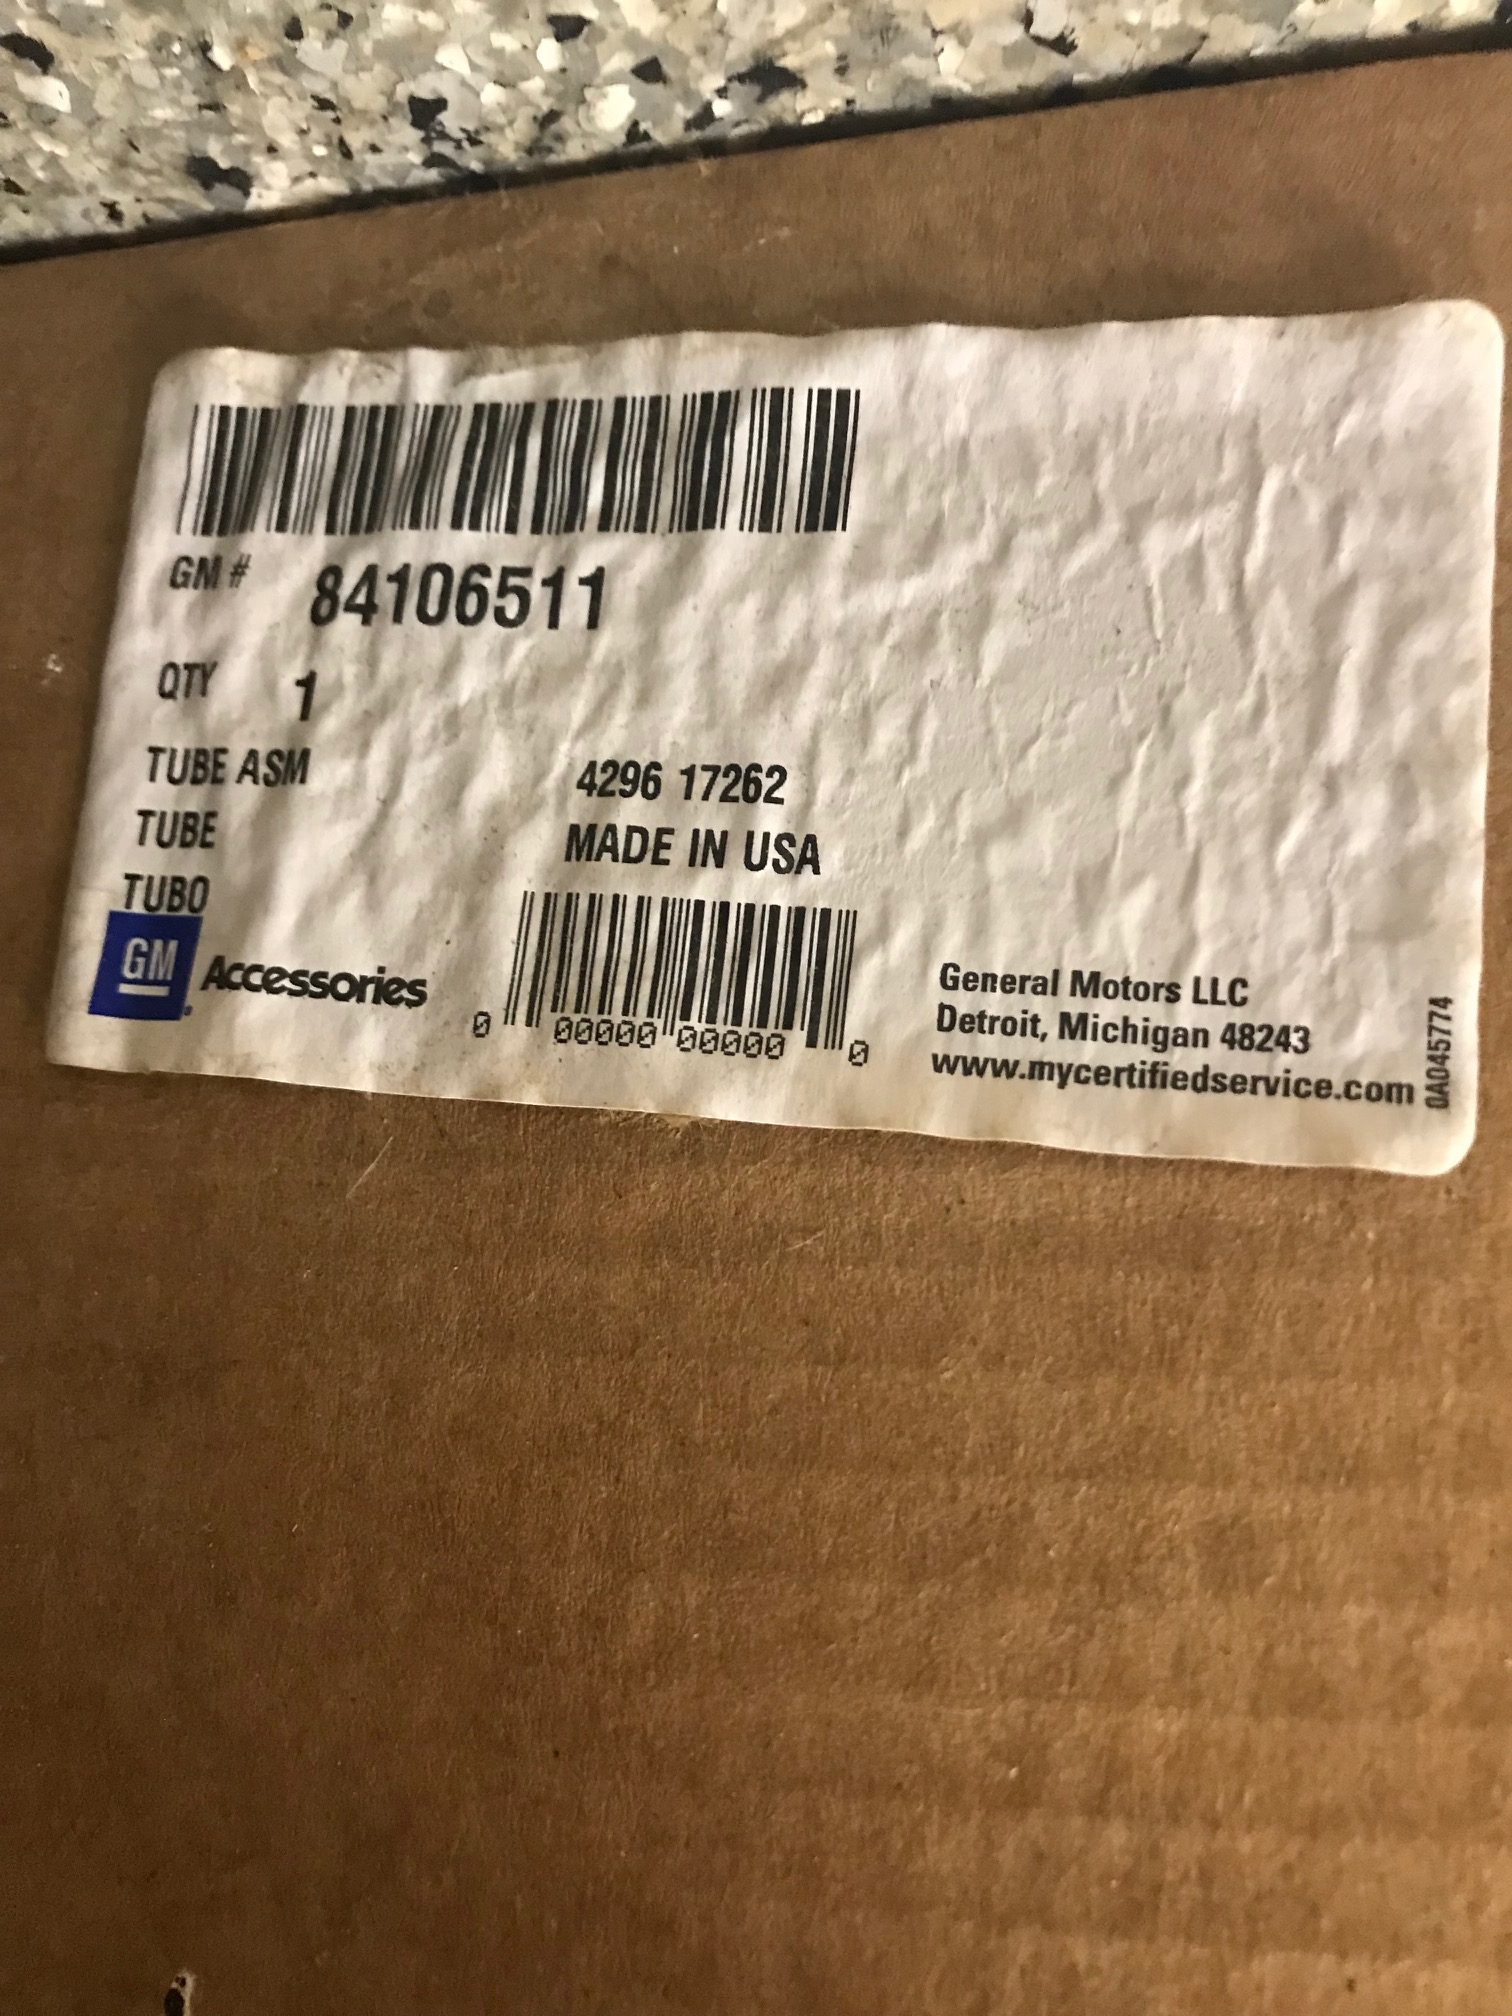 GM # 84106511
QTY 1
TUBE ASM
TUBE
TUBO
4296 17262
MADE IN USA
GM Accessories
0 00000 00000 0
General Motors LLC
Detroit, Michigan 48243
www.mycertifiedservice.com
0A045774